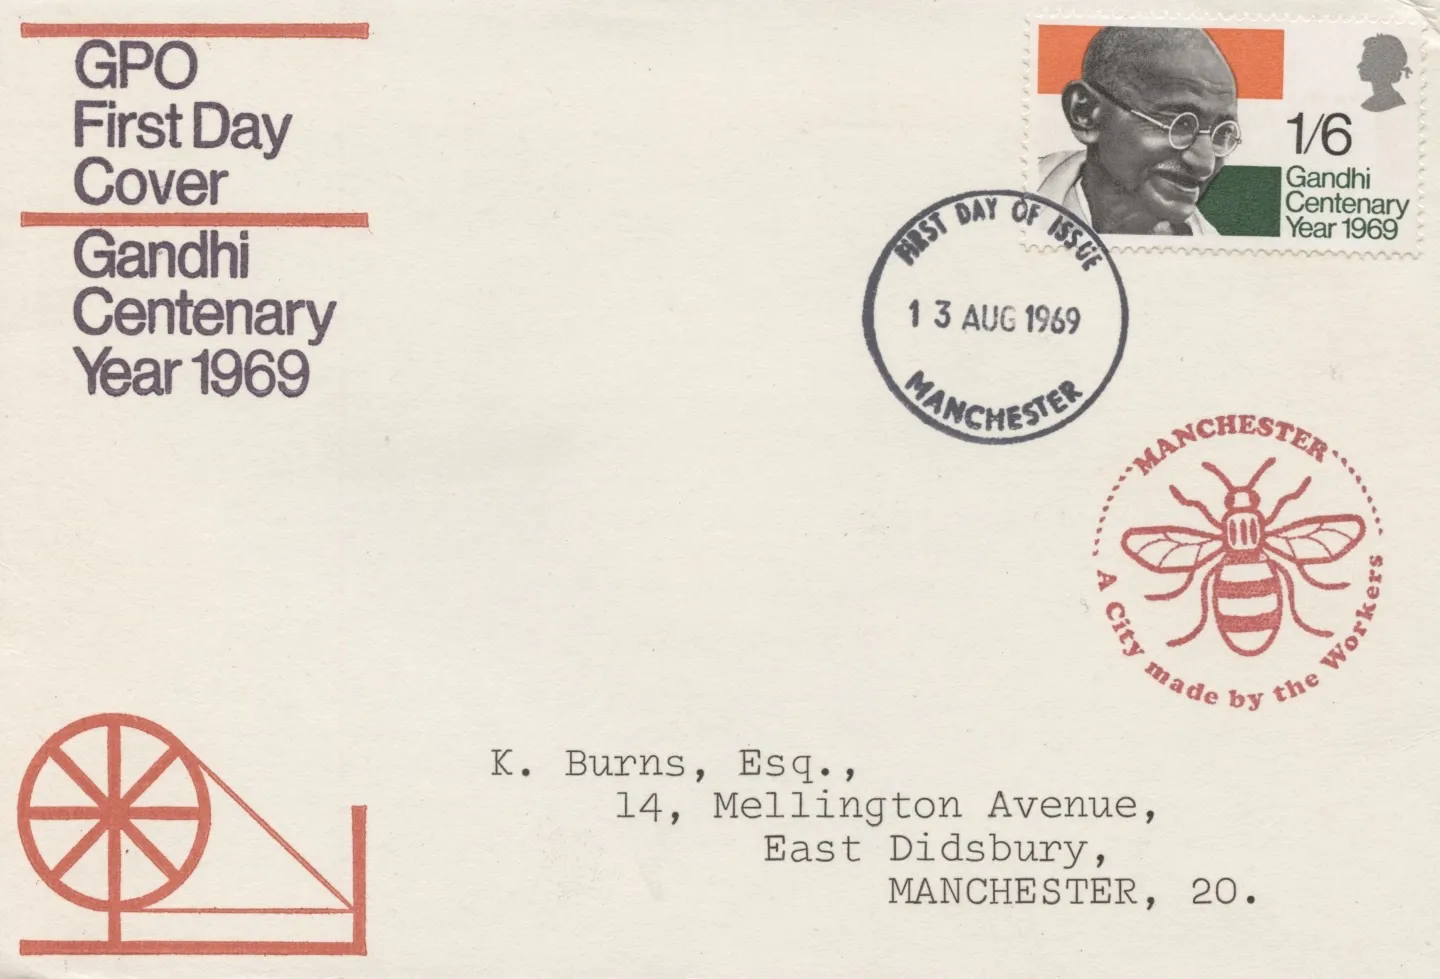 GPO
First Day
Cover
Gandhi
Centenary
Year 1969
1/6
Gandhi
Centenary
Year 1969
FIRST DAY OF ISSUE
13 AUG 1969
MANCHESTER
MANCHESTER
A City made by the Workers
K. Burns, Esq.,
14, Mellington Avenue,
East Didsbury,
MANCHESTER, 20.